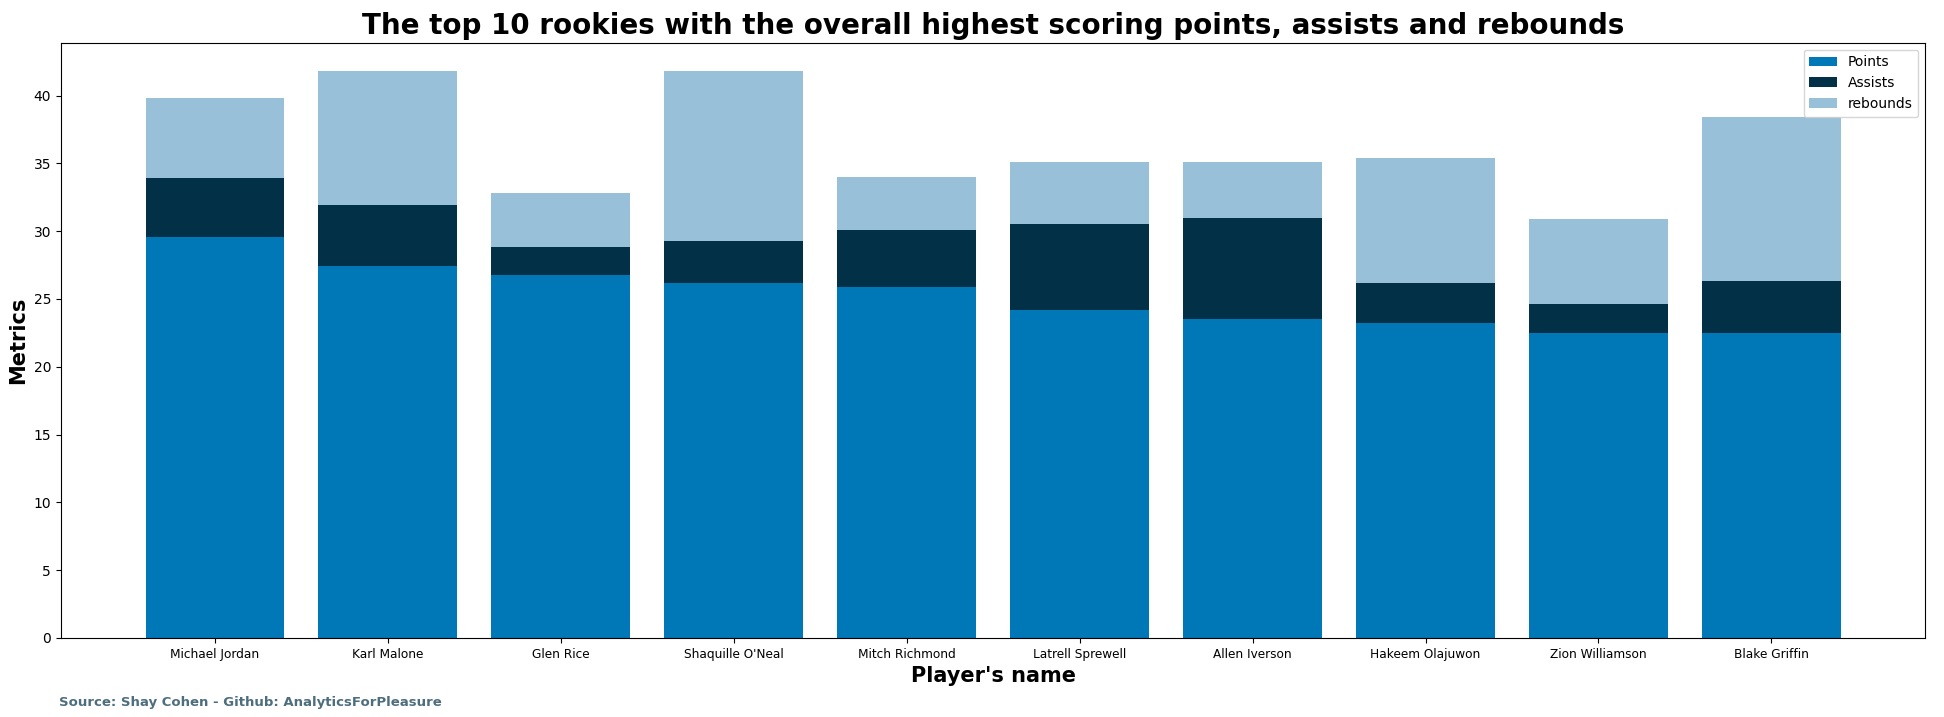 The top 10 rookies with the overall highest scoring points, assists and rebounds
Points
Assists
rebounds
Metrics
40
35
30
25
20
15
10
5
0
Michael Jordan
Karl Malone
Glen Rice
Shaquille O'Neal
Mitch Richmond
Latrell Sprewell
Allen Iverson
Hakeem Olajuwon
Zion Williamson
Blake Griffin
Player's name
Source: Shay Cohen - Github: AnalyticsForPleasure